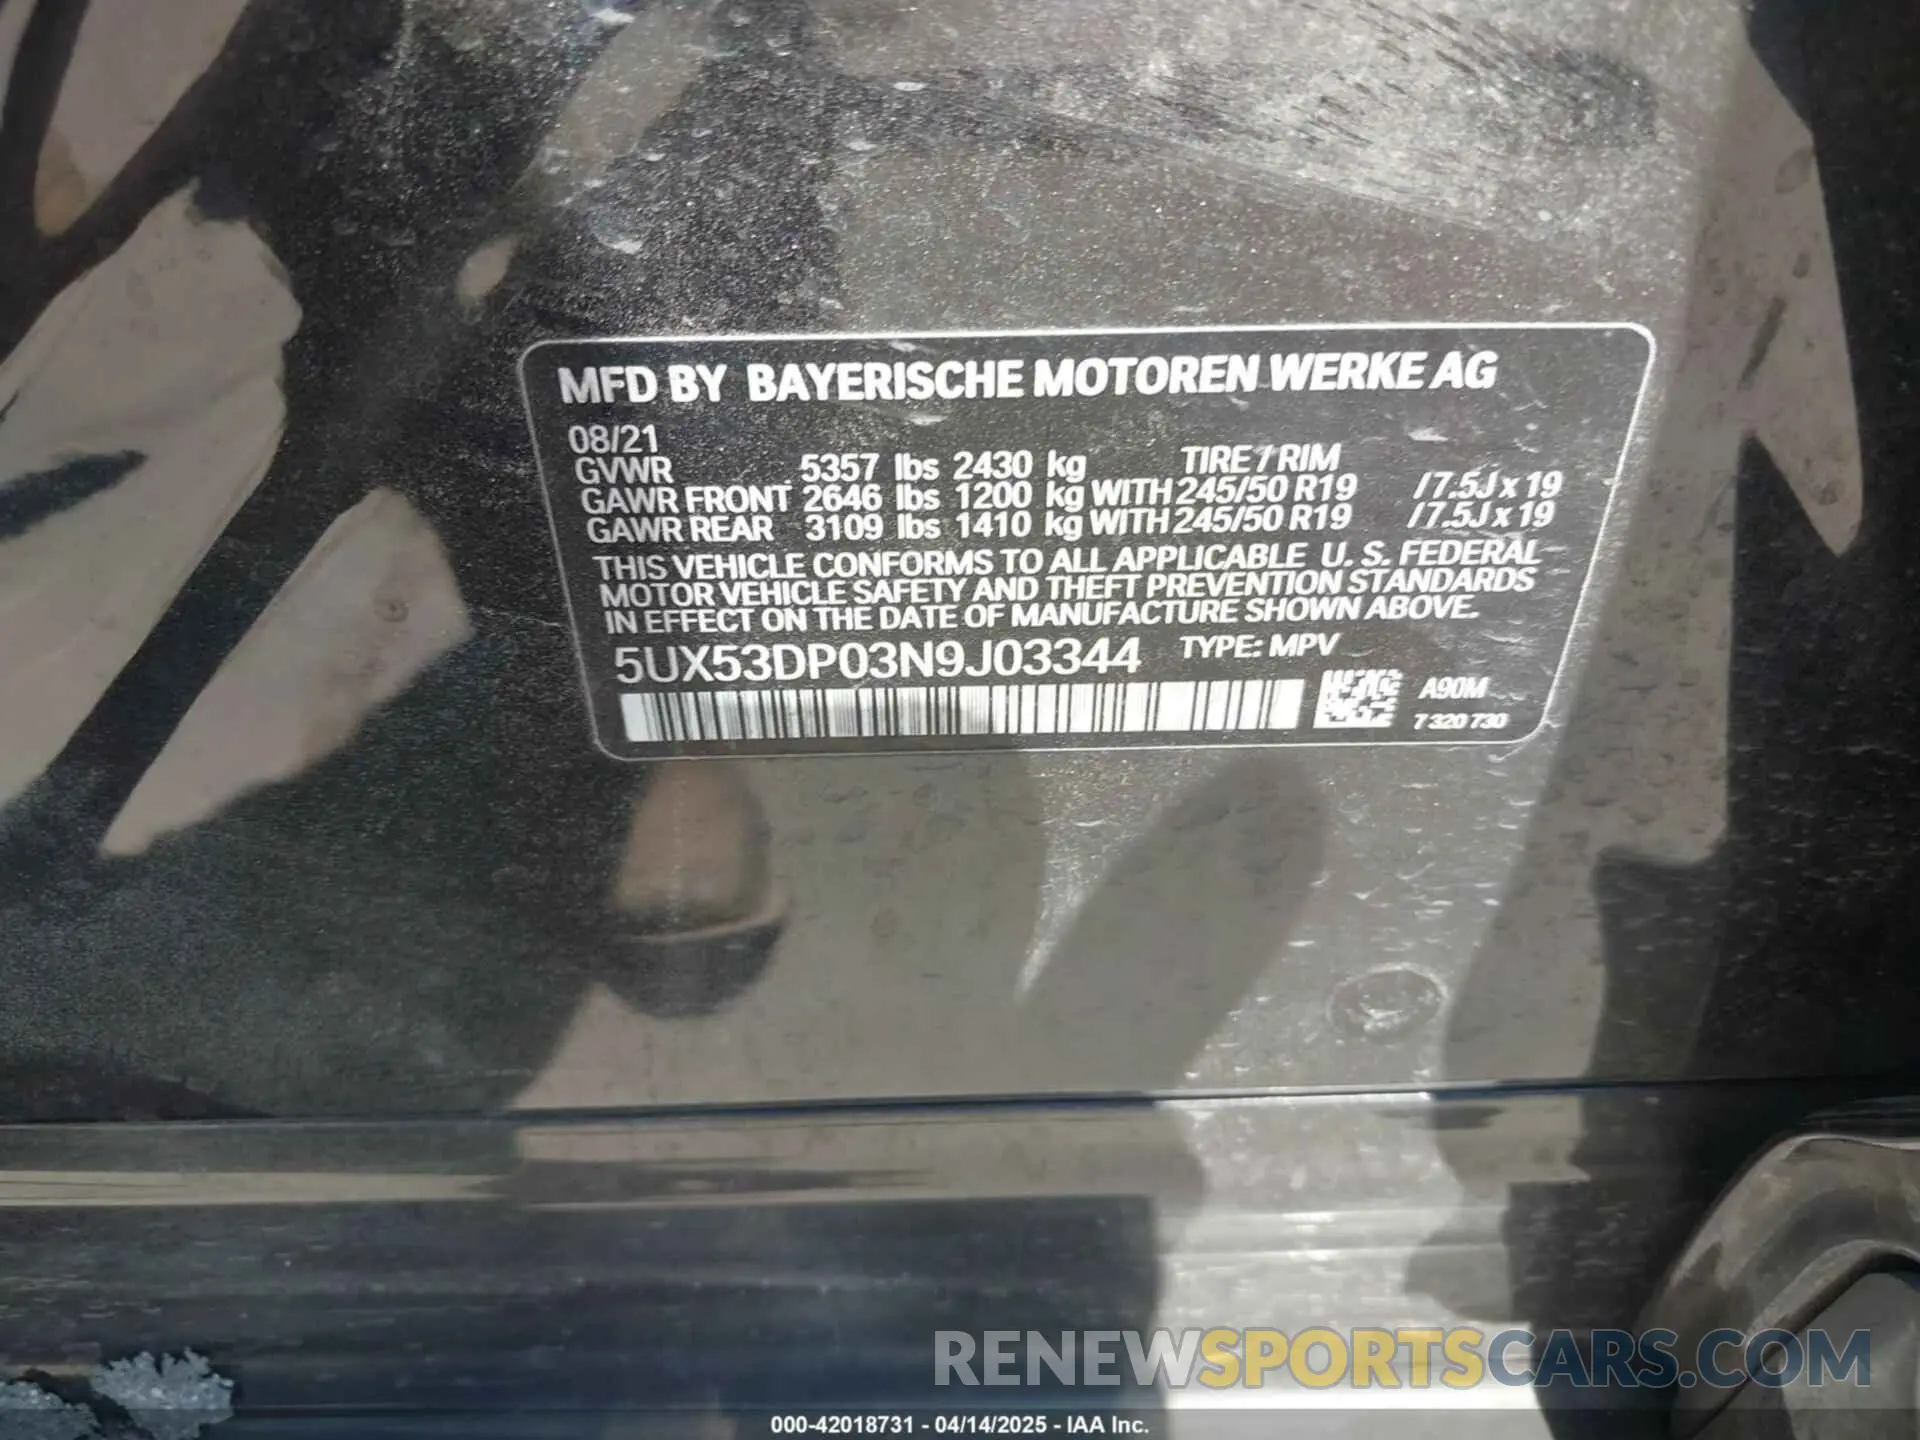 MFD BY BAYERISCHE MOTOREN WERKE AG
08/21
GVWR 5357 lbs 2430 kg TIRE / RIM
GAWR FRONT 2646 lbs 1200 kg WITH 245/50 R19 / 7.5J x 19
GAWR REAR 3109 lbs 1410 kg WITH 245/50 R19 / 7.5J x 19
THIS VEHICLE CONFORMS TO ALL APPLICABLE U. S. FEDERAL
MOTOR VEHICLE SAFETY AND THEFT PREVENTION STANDARDS
IN EFFECT ON THE DATE OF MANUFACTURE SHOWN ABOVE.
5UX53DP03N9J03344 TYPE: MPV
A90M
7 320 730
RENEWSPORTSCARS.COM
000-42018731 - 04/14/2025 - IAA Inc.